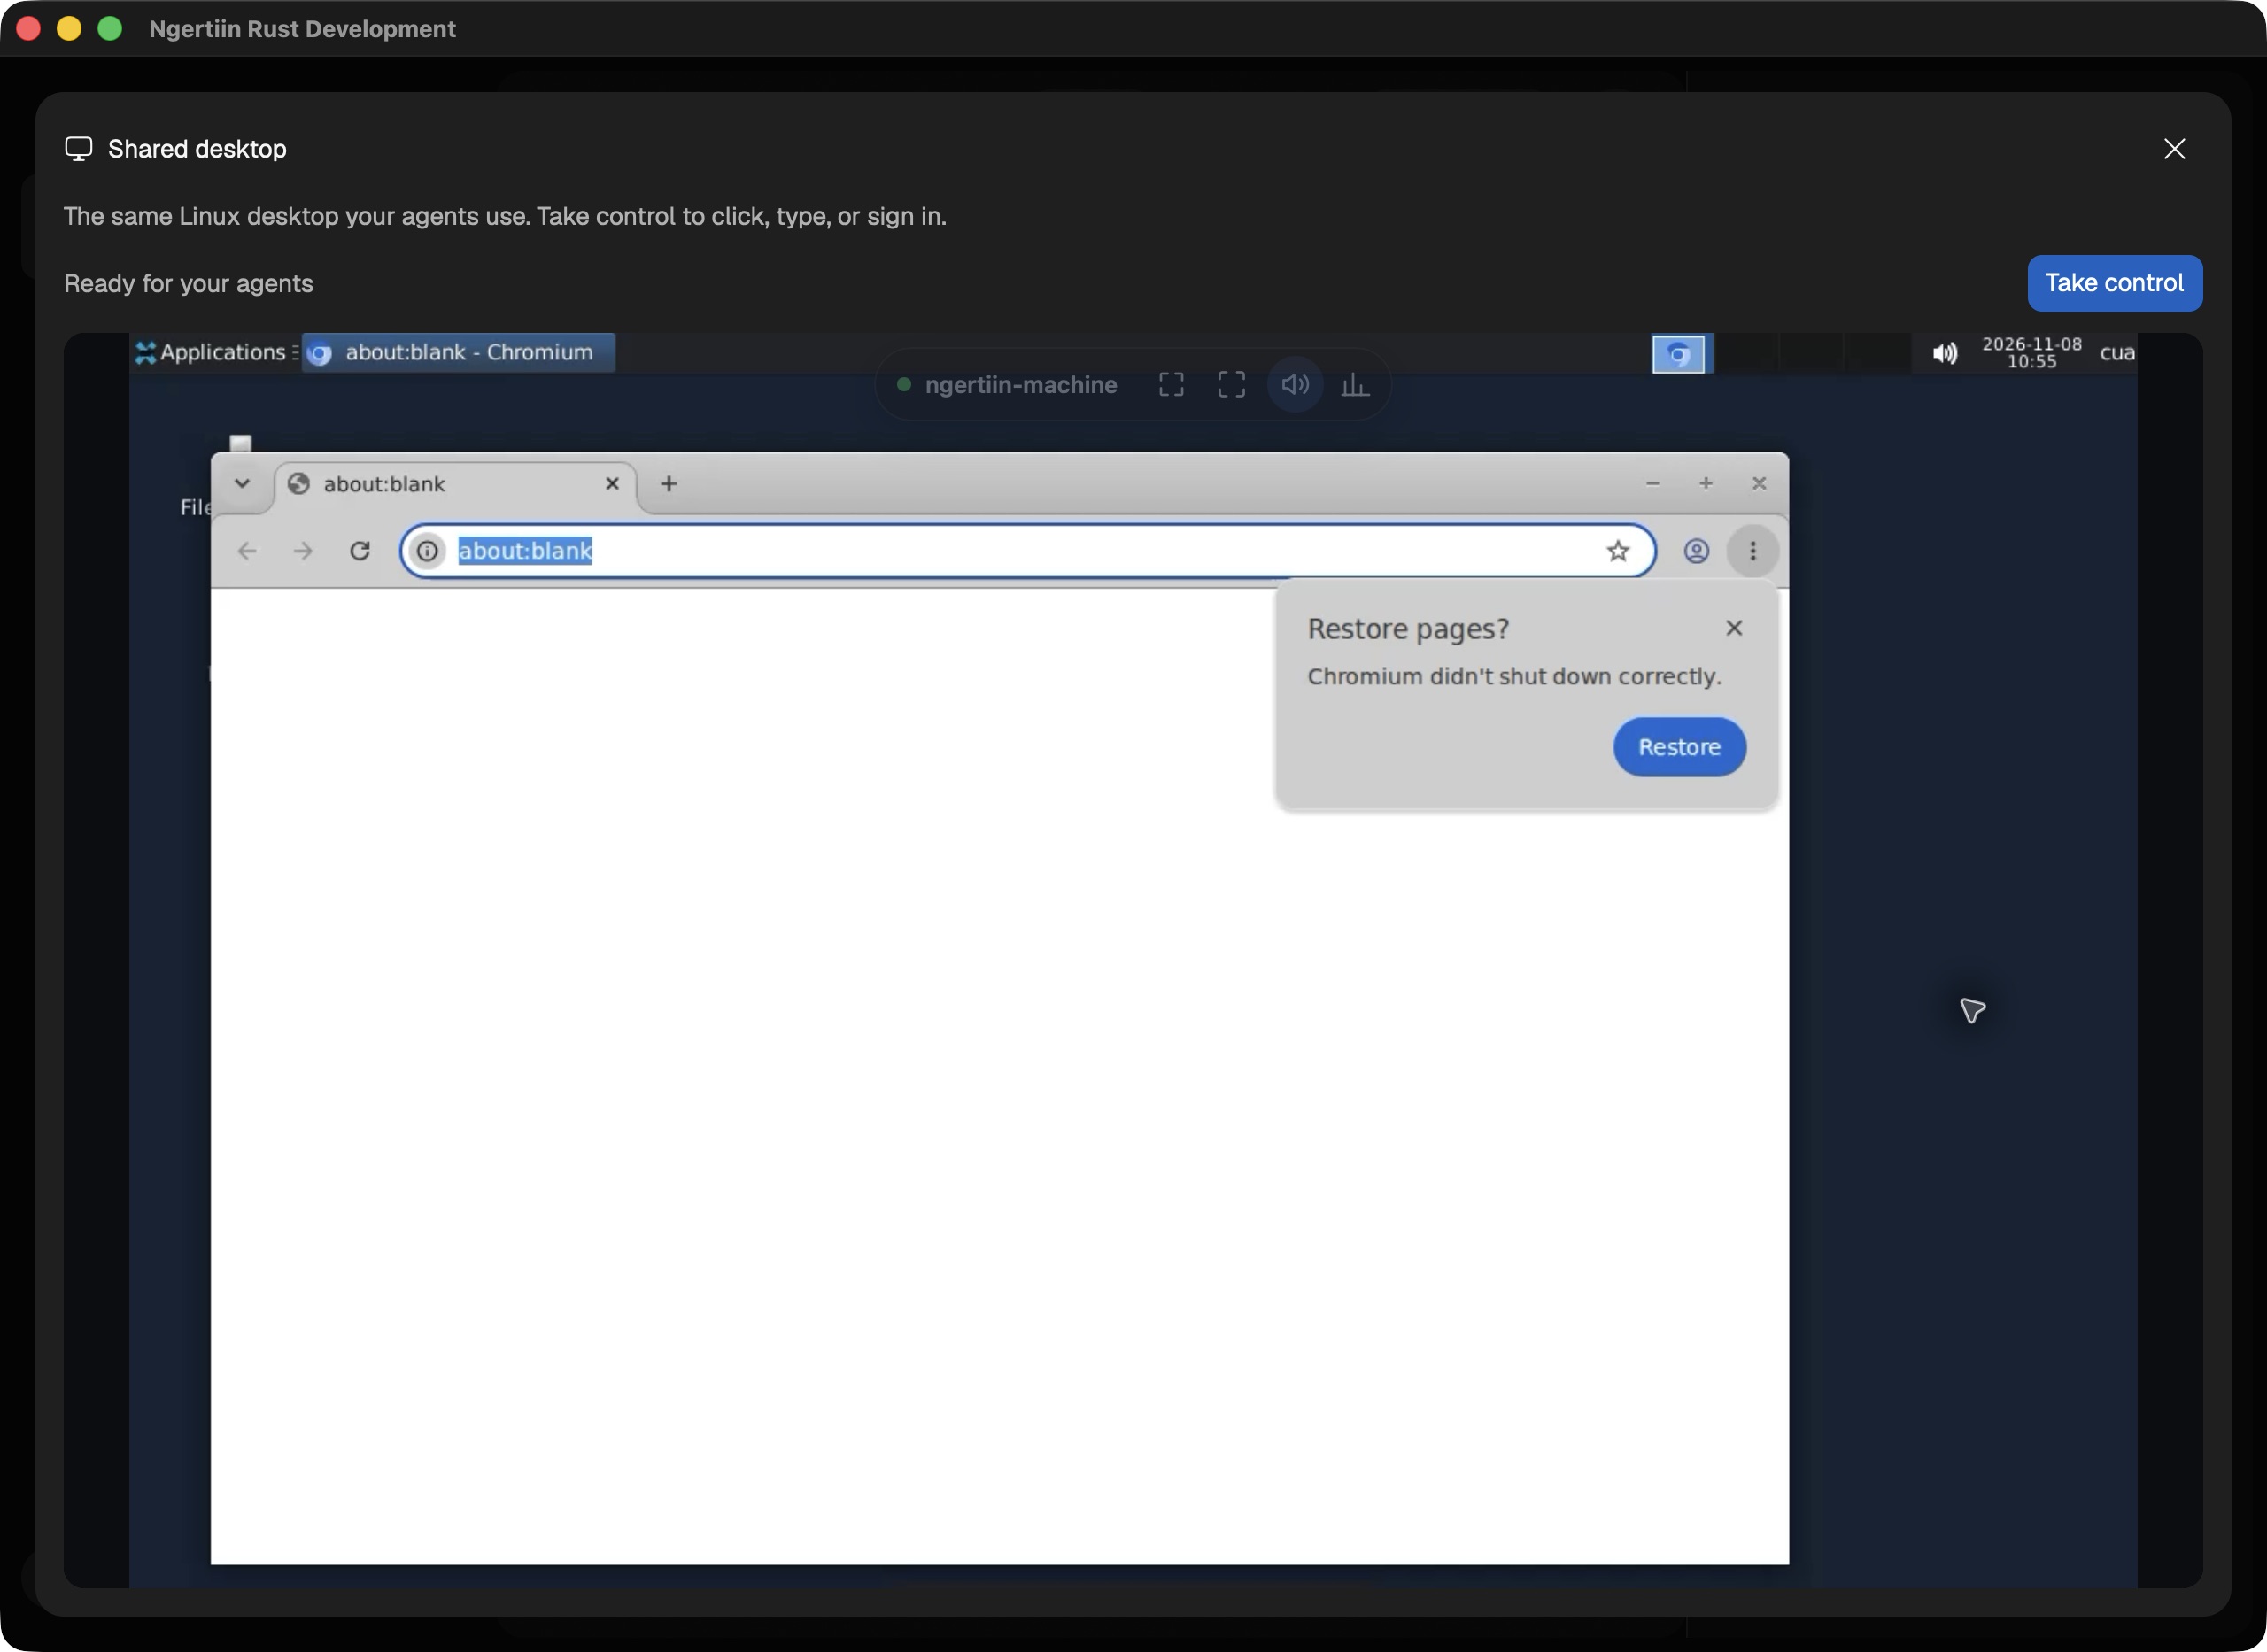 Ngertiin Rust Development
Shared desktop
The same Linux desktop your agents use. Take control to click, type, or sign in.
Ready for your agents
Take control
Applications
about:blank - Chromium
2026-11-08
10:55
cua
ngertiin-machine
about:blank
File
about:blank
Restore pages?
Chromium didn't shut down correctly.
Restore